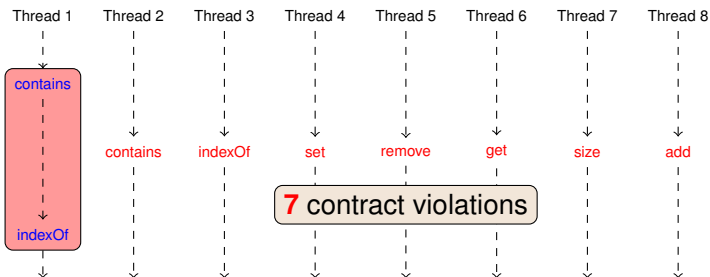 Thread 1 Thread 2 Thread 3 Thread 4 Thread 5 Thread 6 Thread 7 Thread 8
contains
contains indexOf set remove get size add
7 contract violations
indexOf